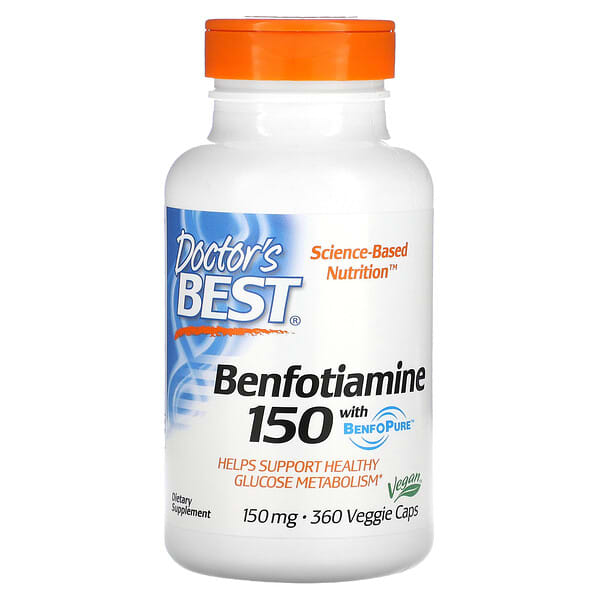 Doctor's
BEST®
Science-Based
Nutrition™
Benfotiamine
150 with BENFOPURE™
HELPS SUPPORT HEALTHY
GLUCOSE METABOLISM*
Vegan
Dietary
Supplement
150 mg • 360 Veggie Caps